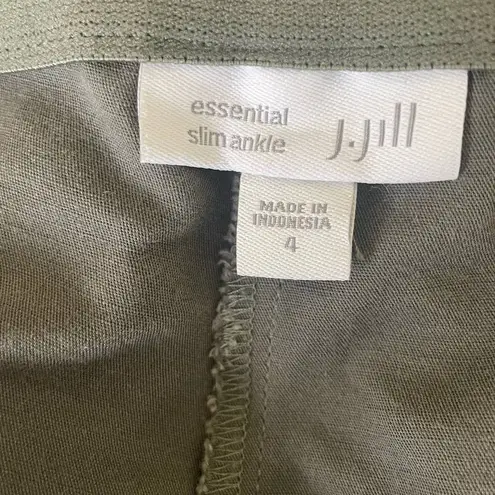 essential
slim ankle
J.Jill
MADE IN
INDONESIA
4